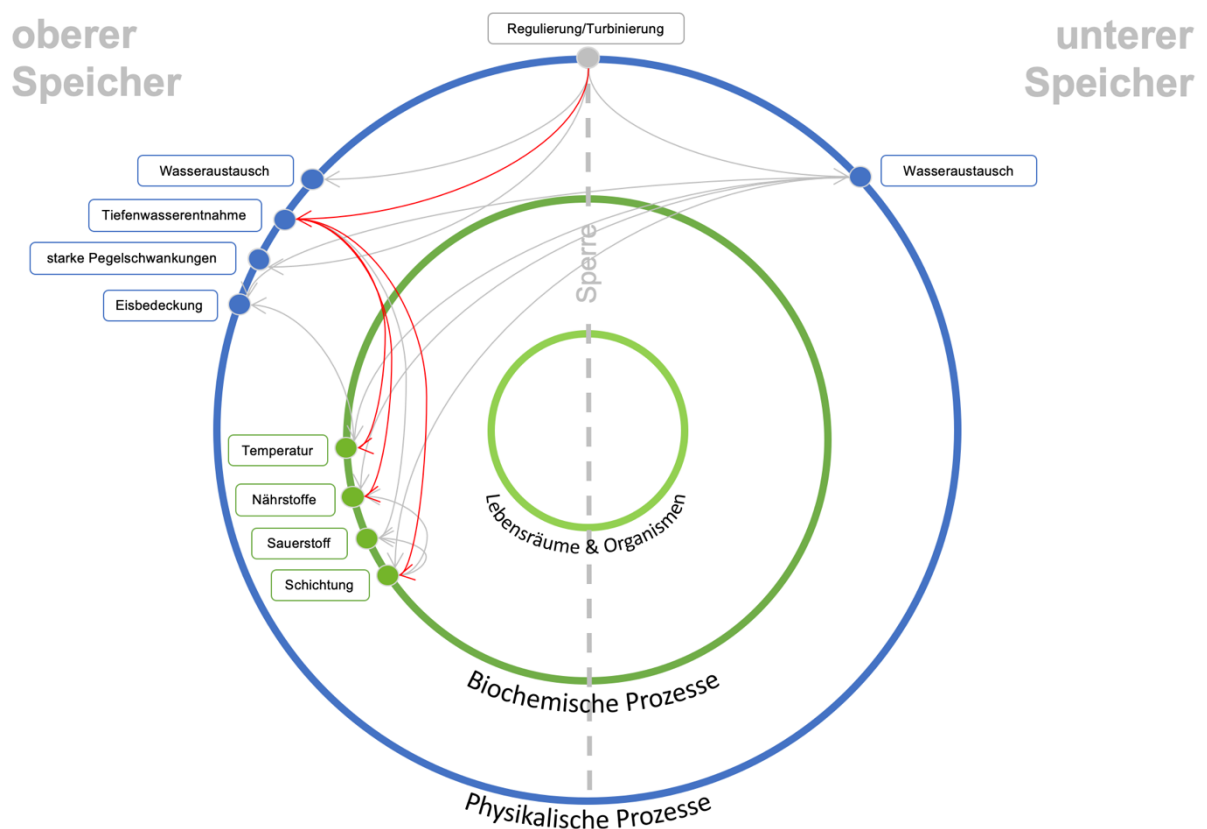 oberer
Speicher
Regulierung/Turbinierung
unterer
Speicher
Wasseraustausch
Wasseraustausch
Tiefenwasserentnahme
starke Pegelschwankungen
Eisbedeckung
Sperre
Temperatur
Nährstoffe
Sauerstoff
Schichtung
Lebensräume & Organismen
Biochemische Prozesse
Physikalische Prozesse